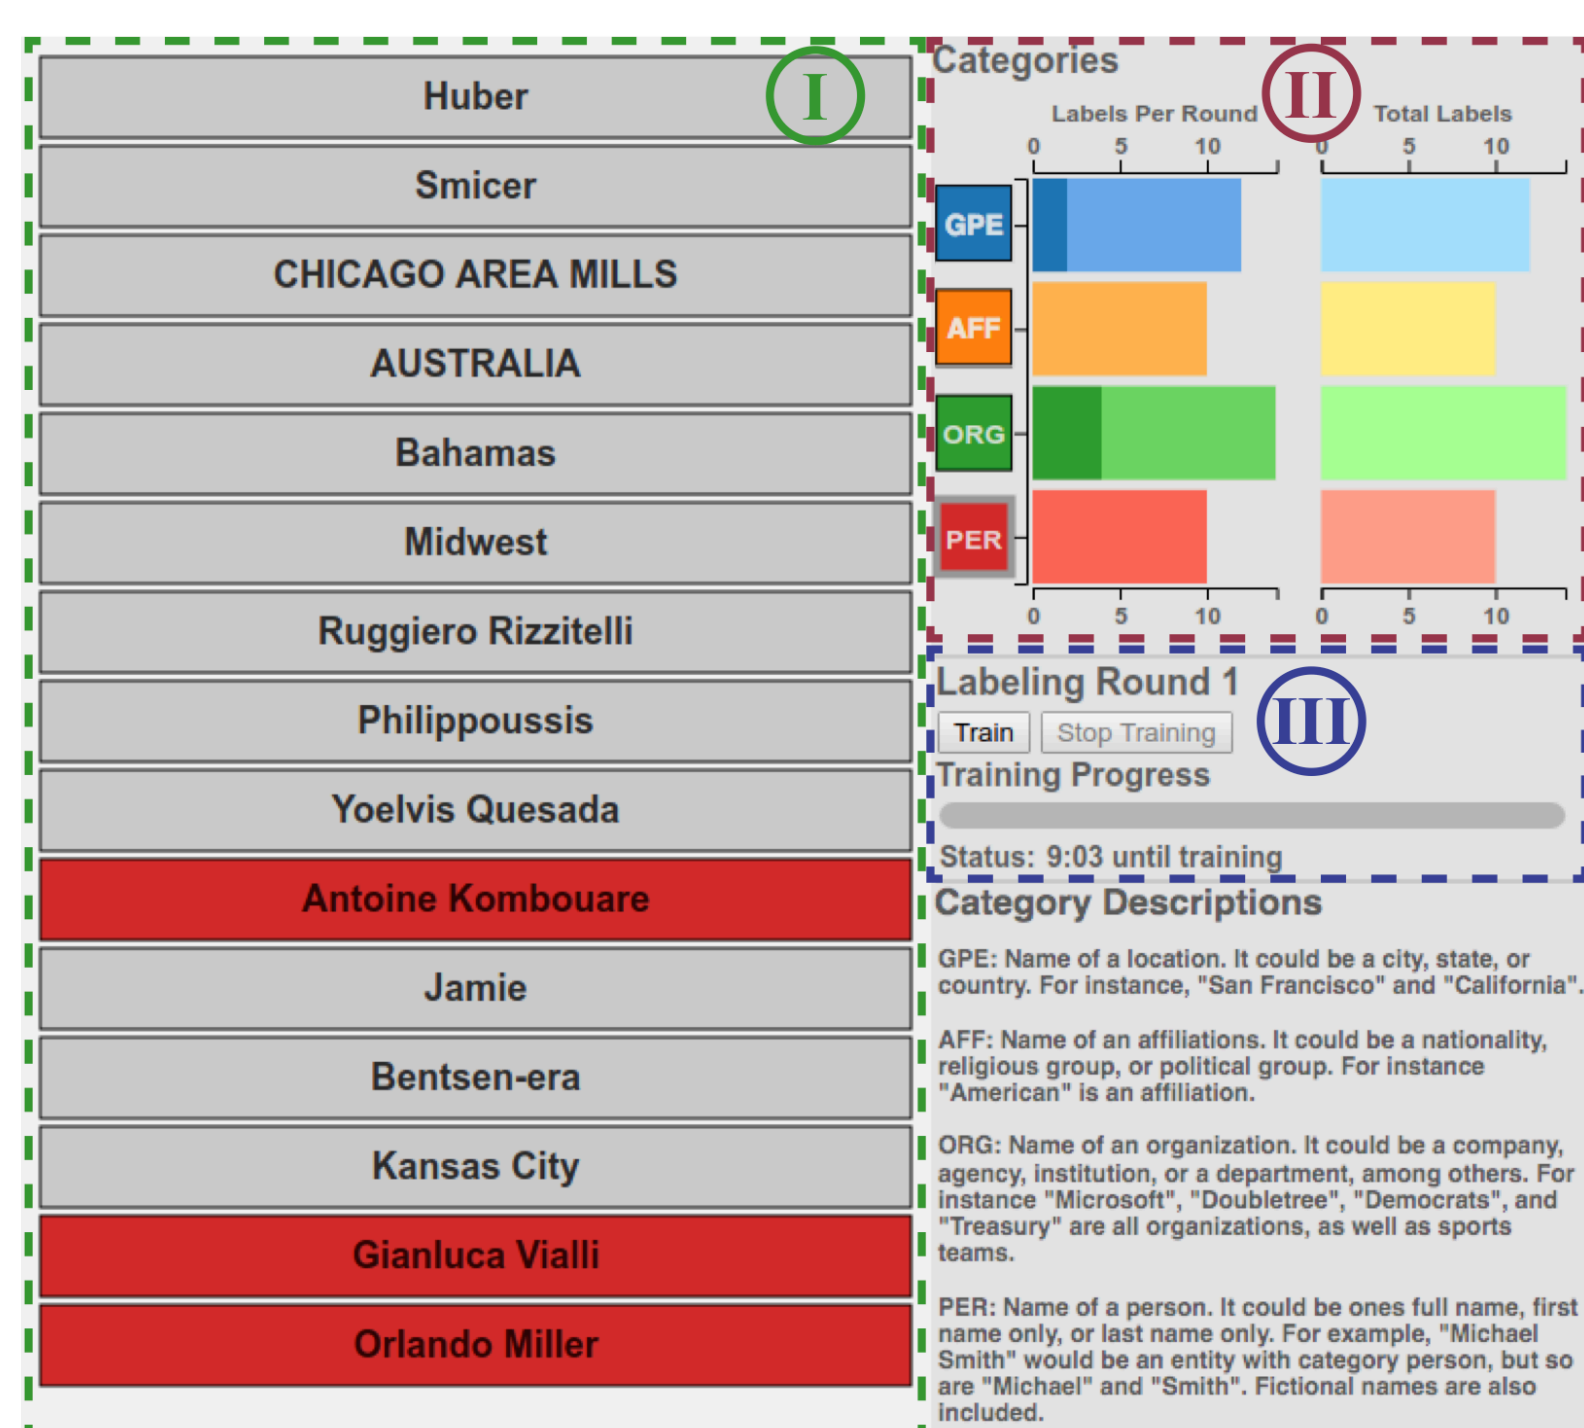 Huber
Smicer
CHICAGO AREA MILLS
AUSTRALIA
Bahamas
Midwest
Ruggiero Rizzitelli
Philippoussis
Yoelvis Quesada
Antoine Kombouare
Jamie
Bentsen-era
Kansas City
Gianluca Vialli
Orlando Miller
I
Categories
II
Labels Per Round
Total Labels
0 5 10
0 5 10
GPE
AFF
ORG
PER
0 5 10
0 5 10
Labeling Round 1
III
Train
Stop Training
Training Progress
Status: 9:03 until training
Category Descriptions
GPE: Name of a location. It could be a city, state, or
country. For instance, "San Francisco" and "California".
AFF: Name of an affiliations. It could be a nationality,
religious group, or political group. For instance
"American" is an affiliation.
ORG: Name of an organization. It could be a company,
agency, institution, or a department, among others. For
instance "Microsoft", "Doubletree", "Democrats", and
"Treasury" are all organizations, as well as sports
teams.
PER: Name of a person. It could be ones full name, first
name only, or last name only. For example, "Michael
Smith" would be an entity with category person, but so
are "Michael" and "Smith". Fictional names are also
included.